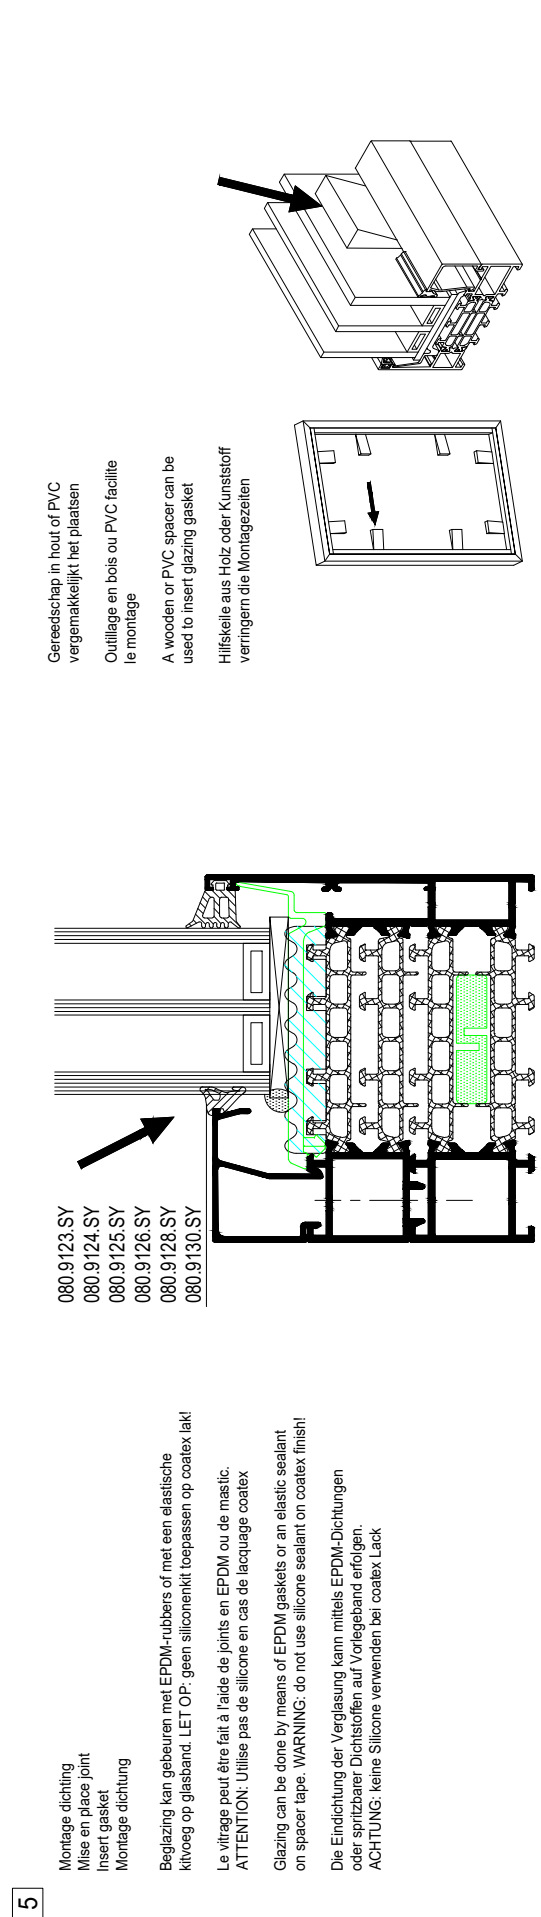 5
Montage dichting
Mise en place joint
Insert gasket
Montage dichtung
Beglazing kan gebeuren met EPDM-rubbers of met een elastische
kitvoeg op glasband. LET OP: geen siliconenkit toepassen op coatex lak!
Le vitrage peut être fait à l'aide de joints en EPDM ou de mastic.
ATTENTION: Utilise pas de silicone en cas de lacquage coatex
Glazing can be done by means of EPDM gaskets or an elastic sealant
on spacer tape. WARNING: do not use silicone sealant on coatex finish!
Die Eindichtung der Verglasung kann mittels EPDM-Dichtungen
oder spritzbarer Dichtstoffen auf Vorlegeband erfolgen.
ACHTUNG: keine Silicone verwenden bei coatex Lack
080.9123.SY
080.9124.SY
080.9125.SY
080.9126.SY
080.9128.SY
080.9130.SY
Gereedschap in hout of PVC
vergemakkelijkt het plaatsen
Outillage en bois ou PVC facilite
le montage
A wooden or PVC spacer can be
used to insert glazing gasket
Hilfskeile aus Holz oder Kunststoff
verringern die Montagezeiten